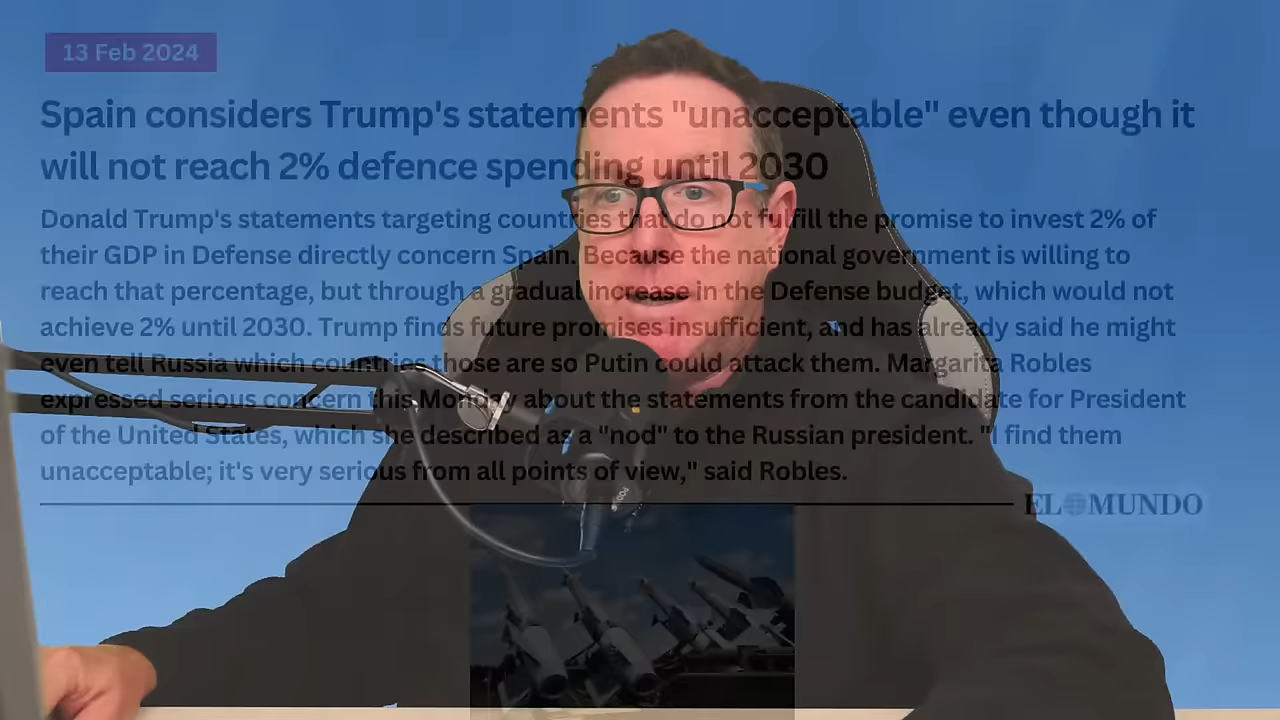 13 Feb 2024
Spain considers Trump's statements "unacceptable" even though it
will not reach 2% defence spending until 2030
Donald Trump's statements targeting countries that do not fulfill the promise to invest 2% of
their GDP in Defense directly concern Spain. Because the national government is willing to
reach that percentage, but through a gradual increase in the Defense budget, which would not
achieve 2% until 2030. Trump finds future promises insufficient, and has already said he might
even tell Russia which countries those are so Putin could attack them. Margarita Robles
expressed serious concern this Monday about the statements from the candidate for President
of the United States, which she described as a "nod" to the Russian president. "I find them
unacceptable; it's very serious from all points of view," said Robles.
EL MUNDO